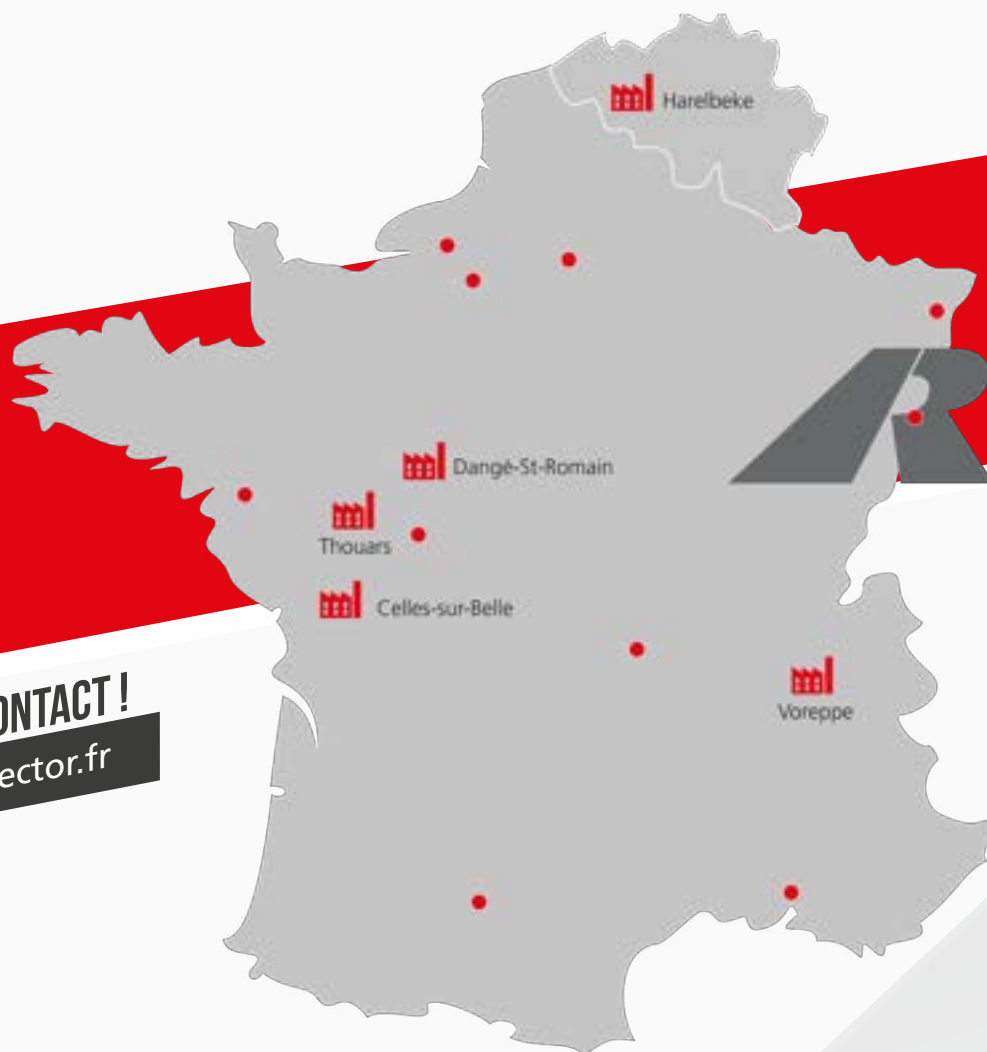 Harelbeke
Dangé-St-Romain
Thouars
Celles-sur-Belle
ONTACT !
Voreppe
ector.fr